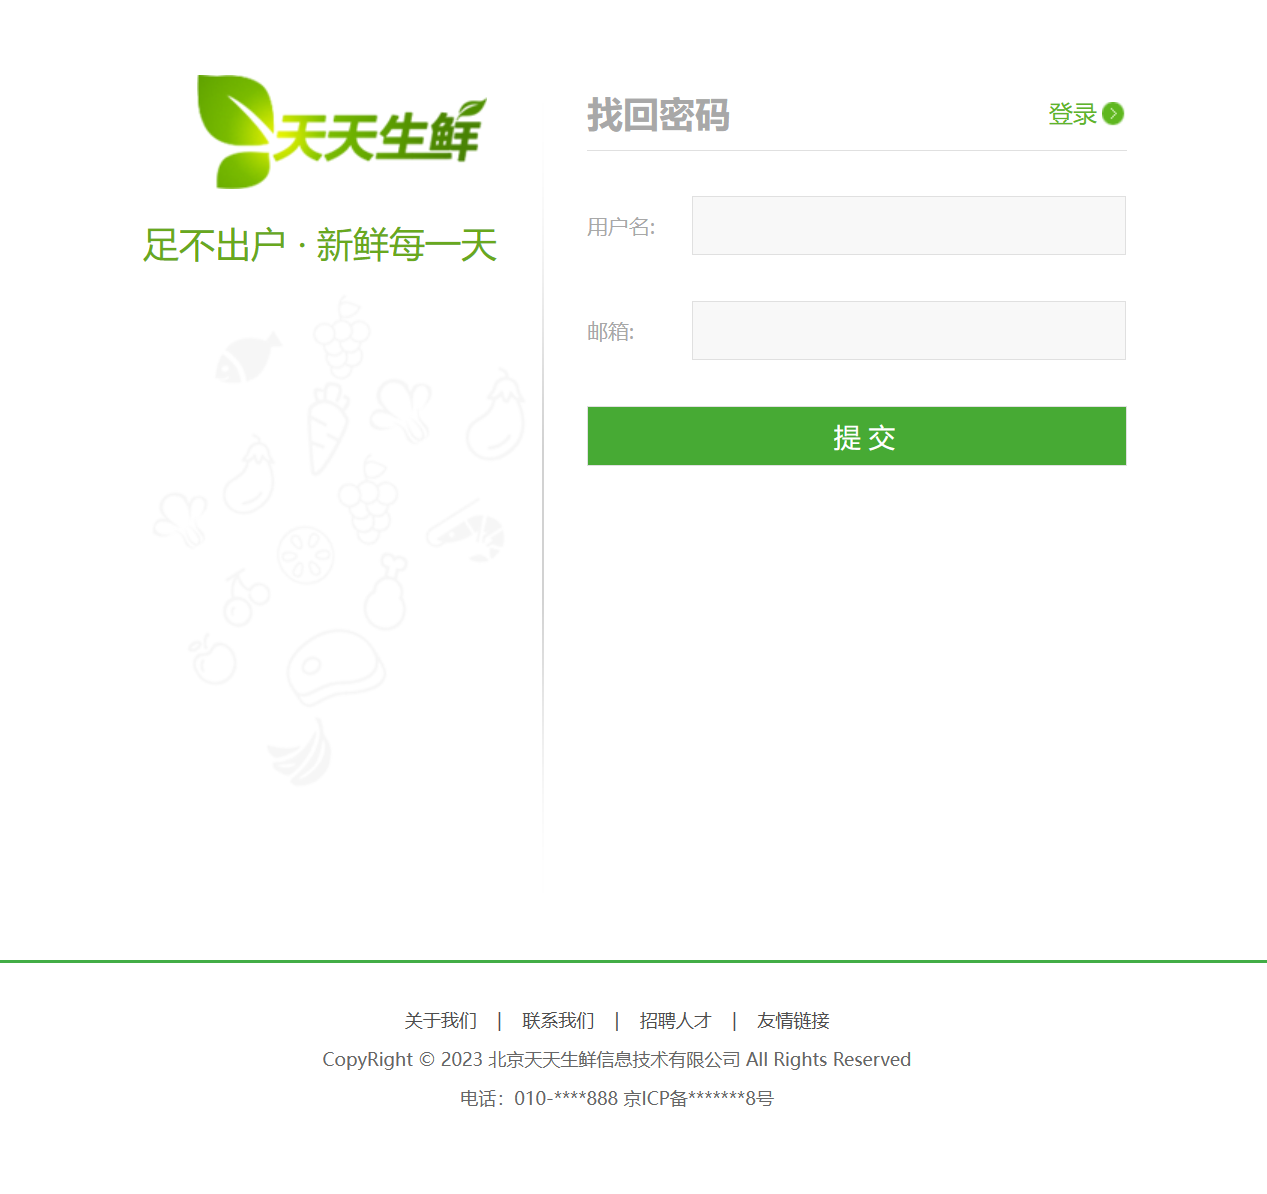 天天生鲜
足不出户 · 新鲜每一天
找回密码
登录
用户名:
邮箱:
提 交
关于我们 | 联系我们 | 招聘人才 | 友情链接
CopyRight © 2023 北京天天生鲜信息技术有限公司 All Rights Reserved
电话：010-****888 京ICP备*******8号